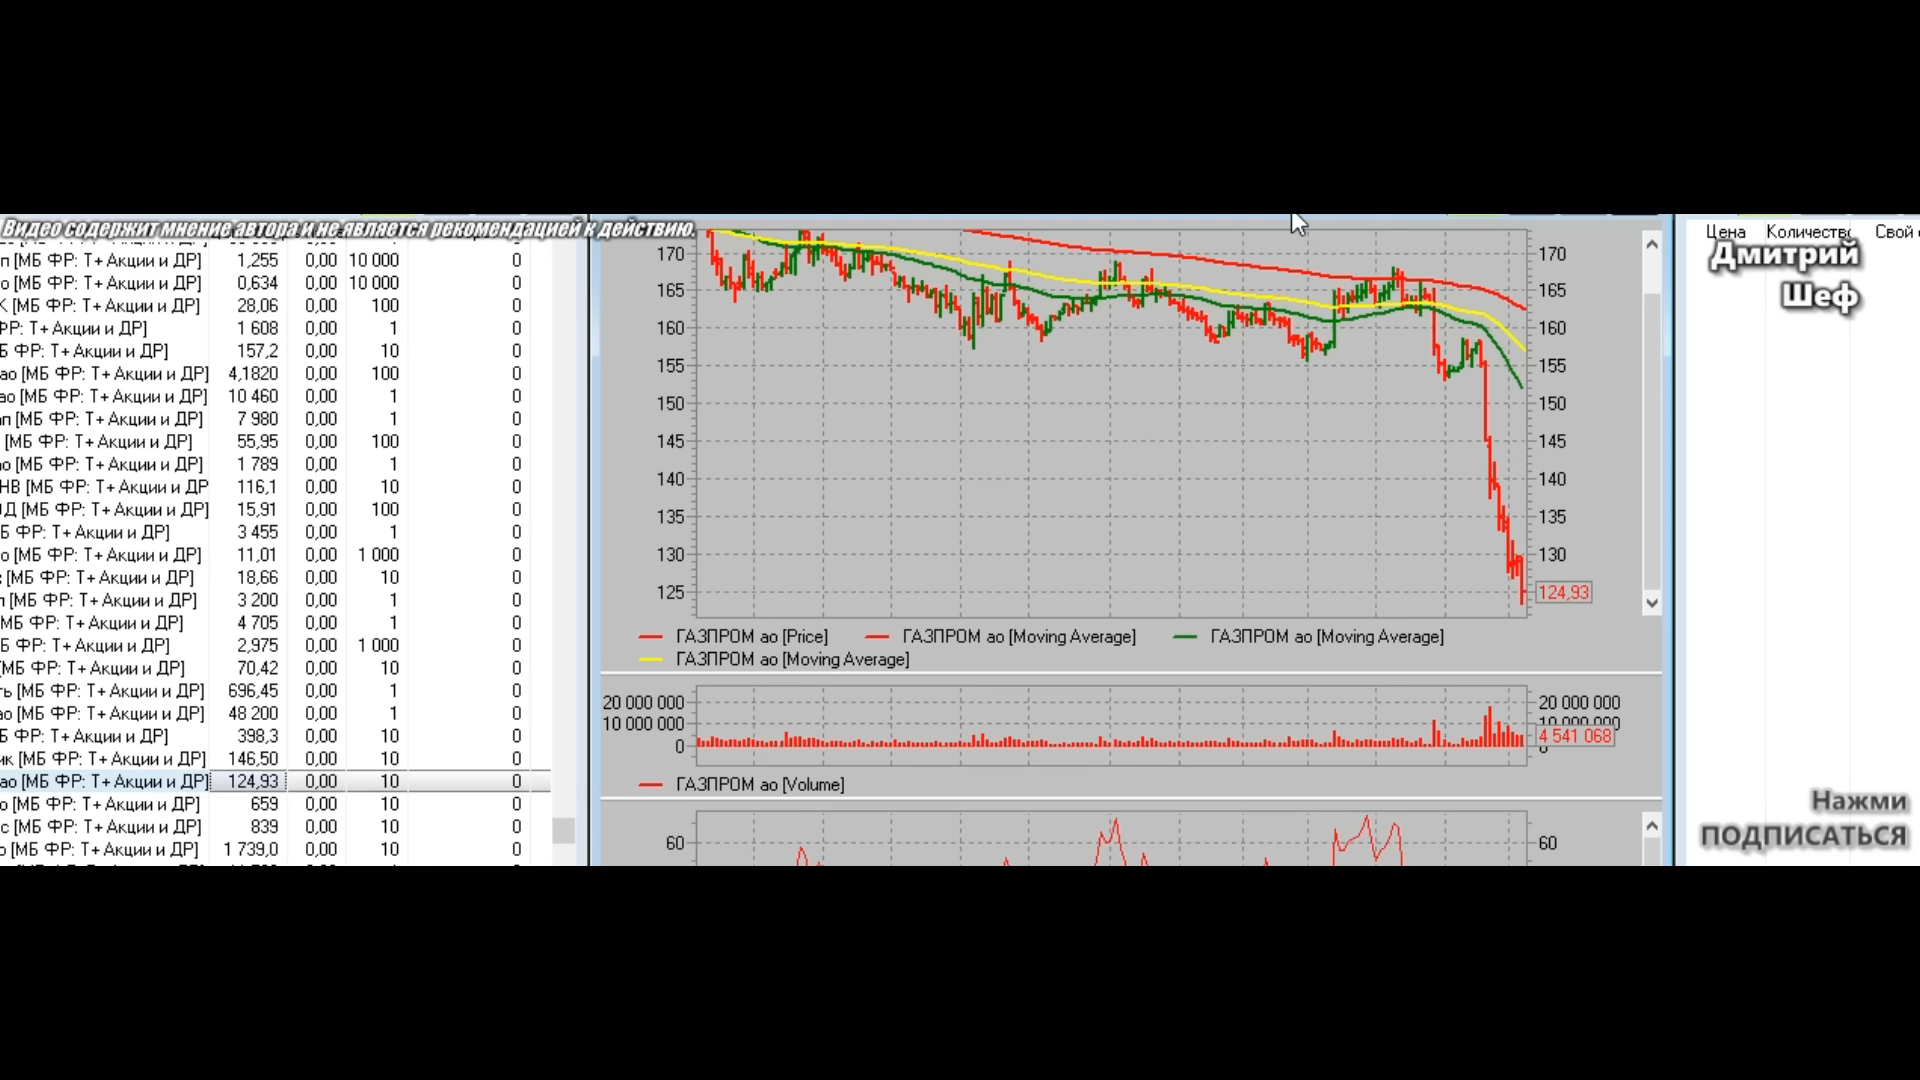 Видео содержит мнение автора и не является рекомендацией к действию.
п [МБ ФР: Т+ Акции и ДР] 1,255 0,00 10 000 0
о [МБ ФР: Т+ Акции и ДР] 0,634 0,00 10 000 0
К [МБ ФР: Т+ Акции и ДР] 28,06 0,00 100 0
ФР: Т+ Акции и ДР] 1 608 0,00 1 0
Б ФР: Т+ Акции и ДР] 157,2 0,00 10 0
ао [МБ ФР: Т+ Акции и ДР] 4,1820 0,00 100 0
ао [МБ ФР: Т+ Акции и ДР] 10 460 0,00 1 0
ап [МБ ФР: Т+ Акции и ДР] 7 980 0,00 1 0
[МБ ФР: Т+ Акции и ДР] 55,95 0,00 100 0
ао [МБ ФР: Т+ Акции и ДР] 1 789 0,00 1 0
НВ [МБ ФР: Т+ Акции и ДР 116,1 0,00 10 0
Д [МБ ФР: Т+ Акции и ДР] 15,91 0,00 100 0
Б ФР: Т+ Акции и ДР] 3 455 0,00 1 0
о [МБ ФР: Т+ Акции и ДР] 11,01 0,00 1 000 0
[МБ ФР: Т+ Акции и ДР] 18,66 0,00 10 0
п [МБ ФР: Т+ Акции и ДР] 3 200 0,00 1 0
МБ ФР: Т+ Акции и ДР] 4 705 0,00 1 0
Б ФР: Т+ Акции и ДР] 2,975 0,00 1 000 0
[МБ ФР: Т+ Акции и ДР] 70,42 0,00 10 0
ть [МБ ФР: Т+ Акции и ДР] 696,45 0,00 1 0
ао [МБ ФР: Т+ Акции и ДР] 48 200 0,00 1 0
Б ФР: Т+ Акции и ДР] 398,3 0,00 10 0
ик [МБ ФР: Т+ Акции и ДР] 146,50 0,00 10 0
ао [МБ ФР: Т+ Акции и ДР] 124,93 0,00 10 0
о [МБ ФР: Т+ Акции и ДР] 659 0,00 10 0
с [МБ ФР: Т+ Акции и ДР] 839 0,00 10 0
о [МБ ФР: Т+ Акции и ДР] 1 739,0 0,00 10 0
170 170
165 165
160 160
155 155
150 150
145 145
140 140
135 135
130 130
125 124,93
ГАЗПРОМ ао [Price] ГАЗПРОМ ао [Moving Average] ГАЗПРОМ ао [Moving Average]
ГАЗПРОМ ао [Moving Average]
20 000 000 20 000 000
10 000 000 10 000 000
4 541 068
0 0
ГАЗПРОМ ао [Volume]
60 60
Цена Количество Свой
Дмитрий
Шеф
Нажми
ПОДПИСАТЬСЯ